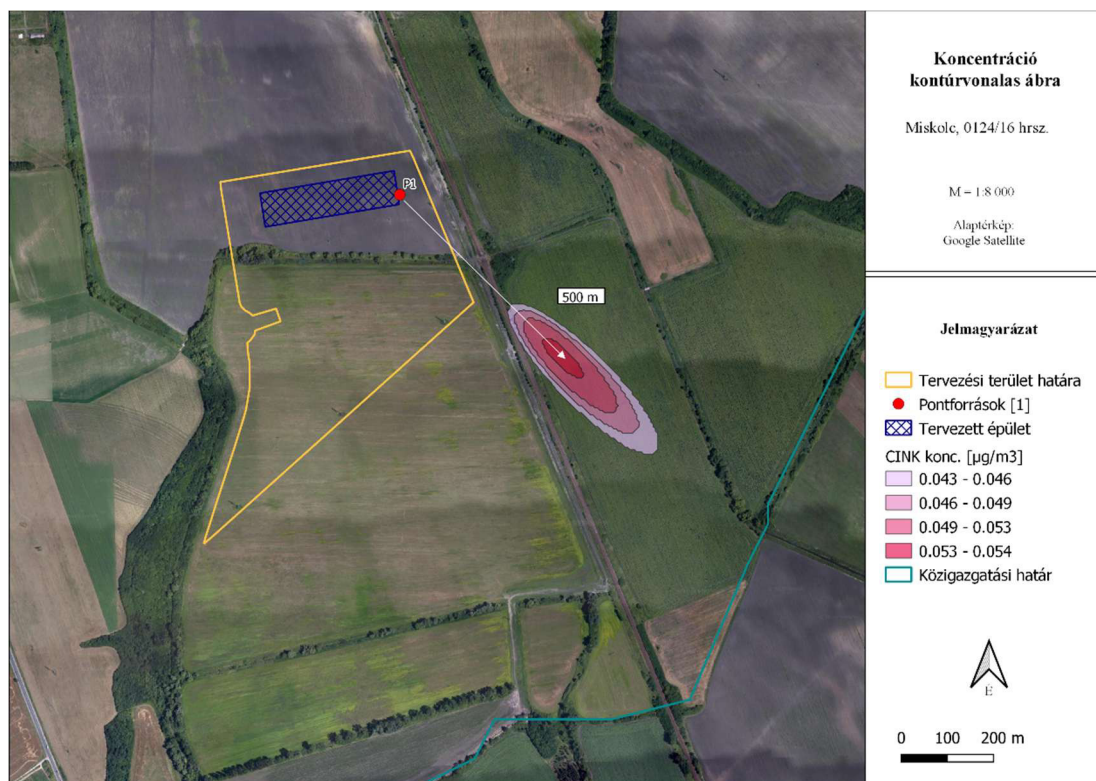 Koncentráció
kontúrvonalas ábra
Miskolc, 0124/16 hrsz.
M = 1:8 000
Alaptérkép:
Google Satellite
P1
500 m
Jelmagyarázat
Tervezési terület határa
Pontforrások [1]
Tervezett épület
CINK konc. [µg/m3]
0.043 - 0.046
0.046 - 0.049
0.049 - 0.053
0.053 - 0.054
Közigazgatási határ
É
0 100 200 m